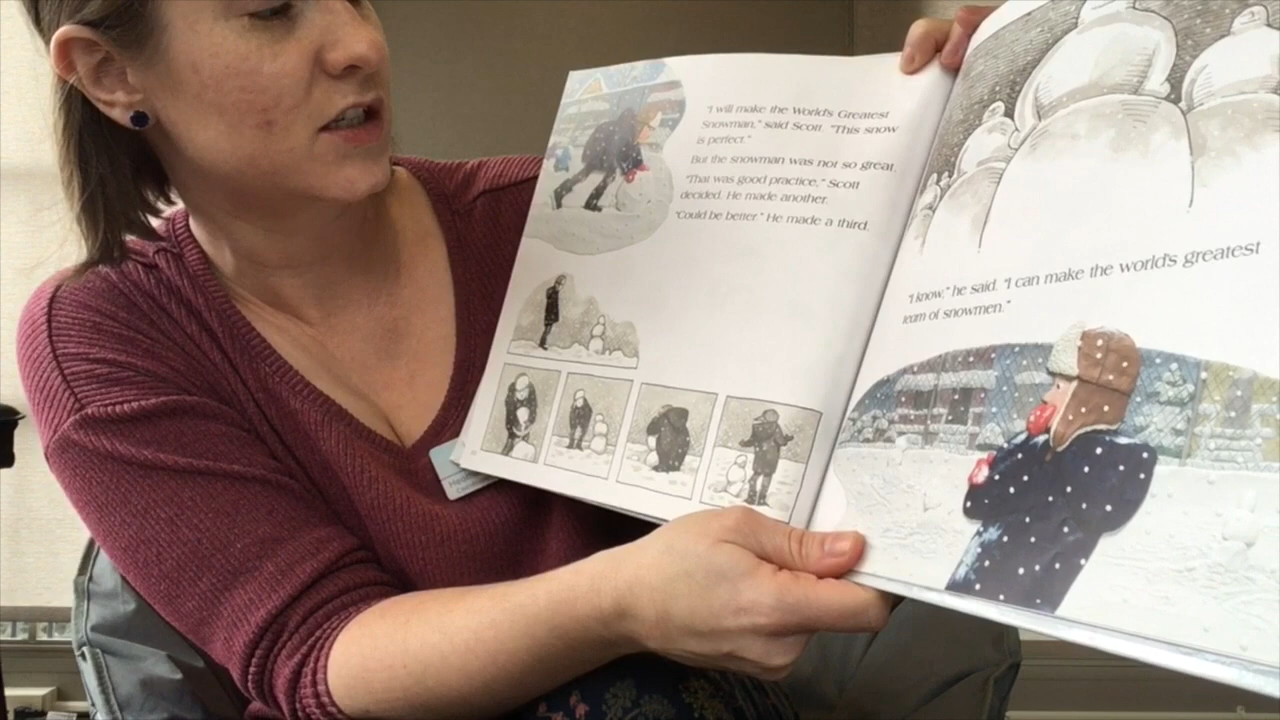 "I will make the World's Greatest
Snowman," said Scott. "This snow
is perfect."
But the snowman was not so great.
"That was good practice," Scott
decided. He made another.
"Could be better." He made a third.
"I know," he said. "I can make the world's greatest
team of snowmen."